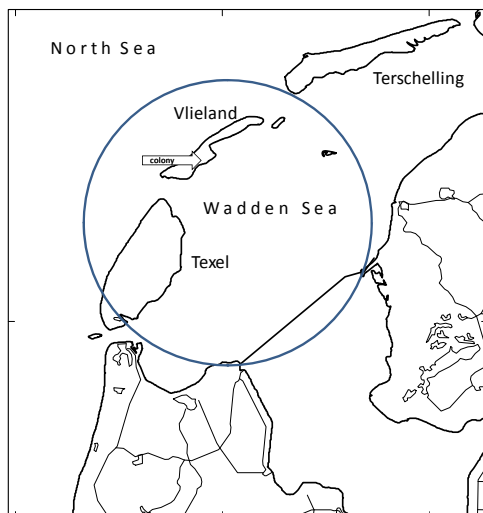 North Sea
Terschelling
Vlieland
colony
Wadden Sea
Texel